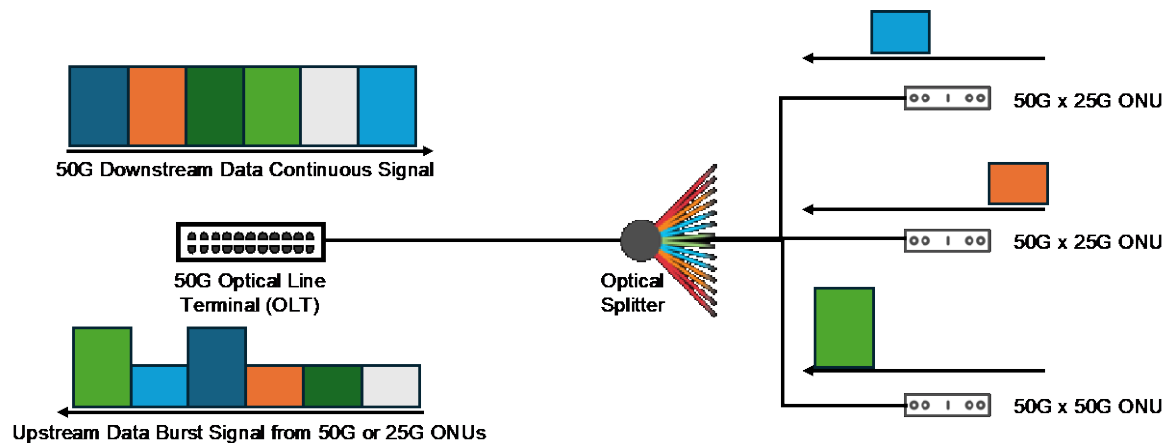 50G Downstream Data Continuous Signal
50G Optical Line
Terminal (OLT)
Upstream Data Burst Signal from 50G or 25G ONUs
Optical
Splitter
50G x 25G ONU
50G x 25G ONU
50G x 50G ONU